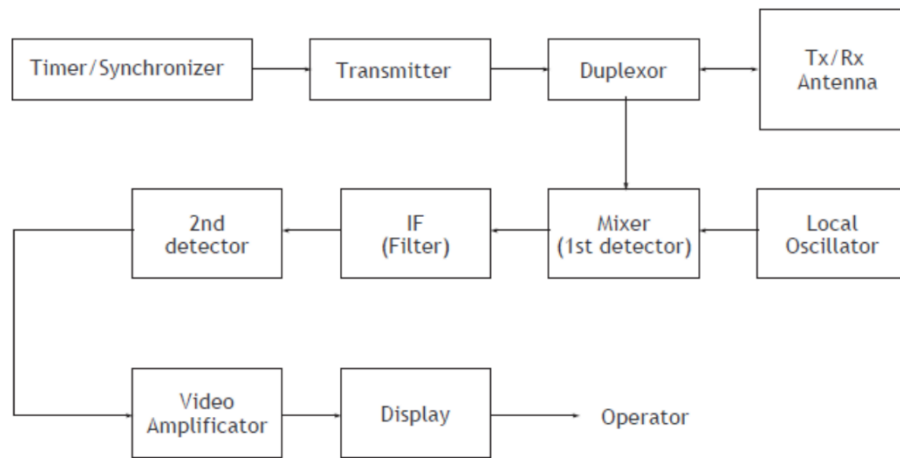 Timer/Synchronizer
Transmitter
Duplexor
Tx/Rx
Antenna
2nd
detector
IF
(Filter)
Mixer
(1st detector)
Local
Oscillator
Video
Amplificator
Display
Operator